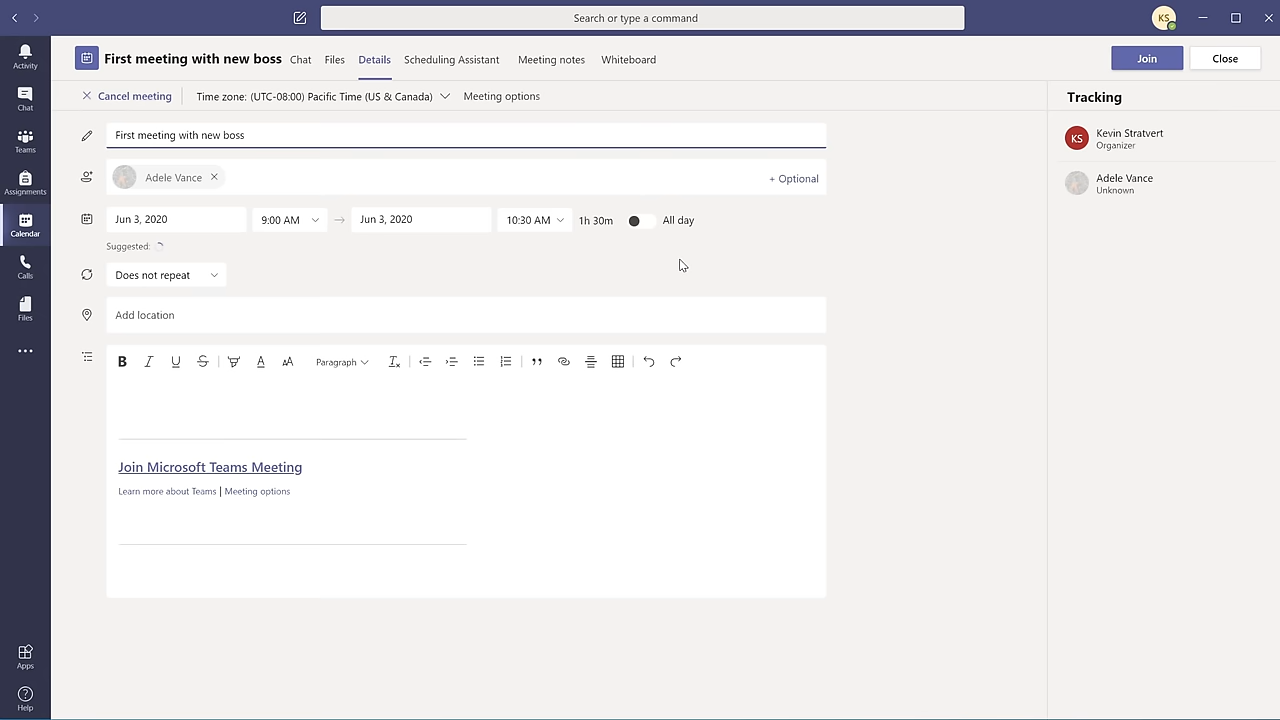 Search or type a command
KS
Activity
Chat
Teams
Assignments
Calendar
Calls
Files
Apps
Help
First meeting with new boss Chat Files Details Scheduling Assistant Meeting notes Whiteboard
Join Close
Cancel meeting Time zone: (UTC-08:00) Pacific Time (US & Canada) Meeting options
First meeting with new boss
Adele Vance
+ Optional
Jun 3, 2020 9:00 AM Jun 3, 2020 10:30 AM 1h 30m All day
Suggested:
Does not repeat
Add location
B I U S A AA Paragraph
Join Microsoft Teams Meeting
Learn more about Teams | Meeting options
Tracking
KS Kevin Stratvert
Organizer
Adele Vance
Unknown